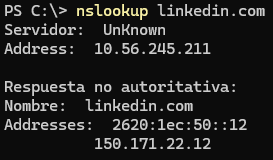 PS C:\> nslookup linkedin.com
Servidor:  UnKnown
Address:  10.56.245.211

Respuesta no autoritativa:
Nombre:  linkedin.com
Addresses:  2620:1ec:50::12
          150.171.22.12